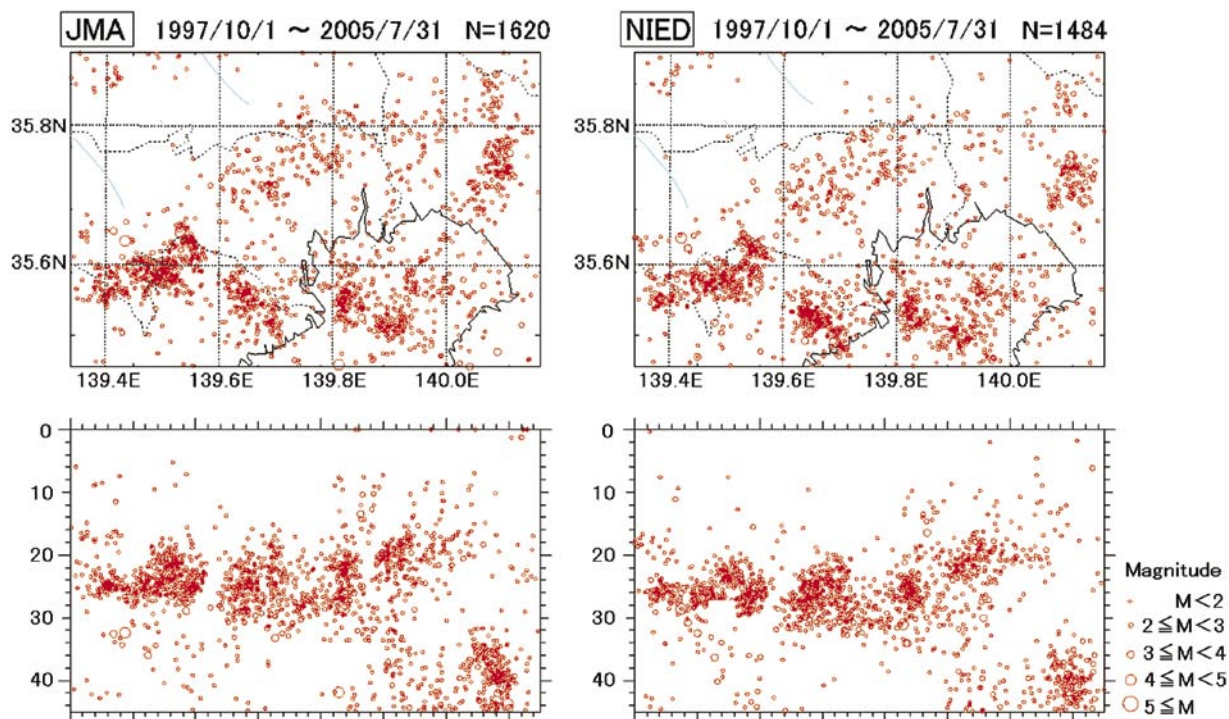 JMA 1997/10/1 ~ 2005/7/31 N=1620
NIED 1997/10/1 ~ 2005/7/31 N=1484
35.8N
35.6N
139.4E 139.6E 139.8E 140.0E
35.8N
35.6N
139.4E 139.6E 139.8E 140.0E
0
10
20
30
40
0
10
20
30
40
Magnitude
M<2
2≦M<3
3≦M<4
4≦M<5
5≦M